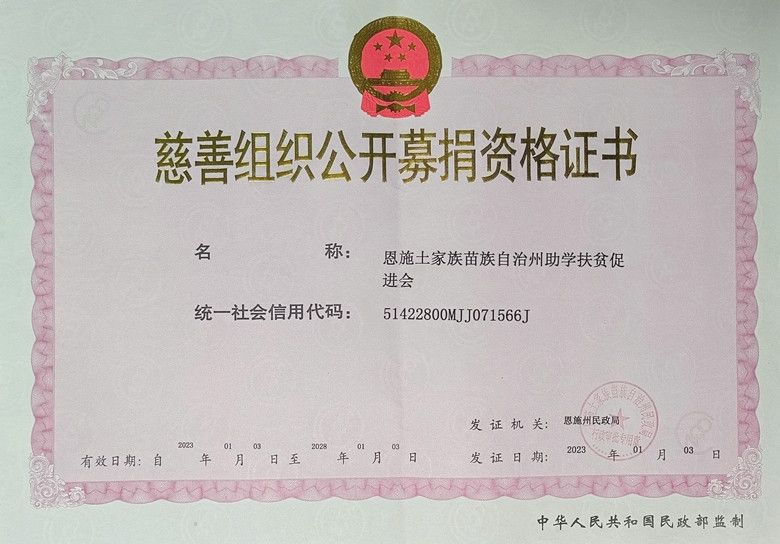 慈善组织公开募捐资格证书
名 称： 恩施土家族苗族自治州助学扶贫促
进会
统一社会信用代码： 51422800MJJ071566J
发证机关： 恩施州民政局
有效日期：自 2023 年 01 月 03 日至 2028 年 01 月 03 日
发证日期： 2023 年 01 月 03 日
中华人民共和国民政部监制